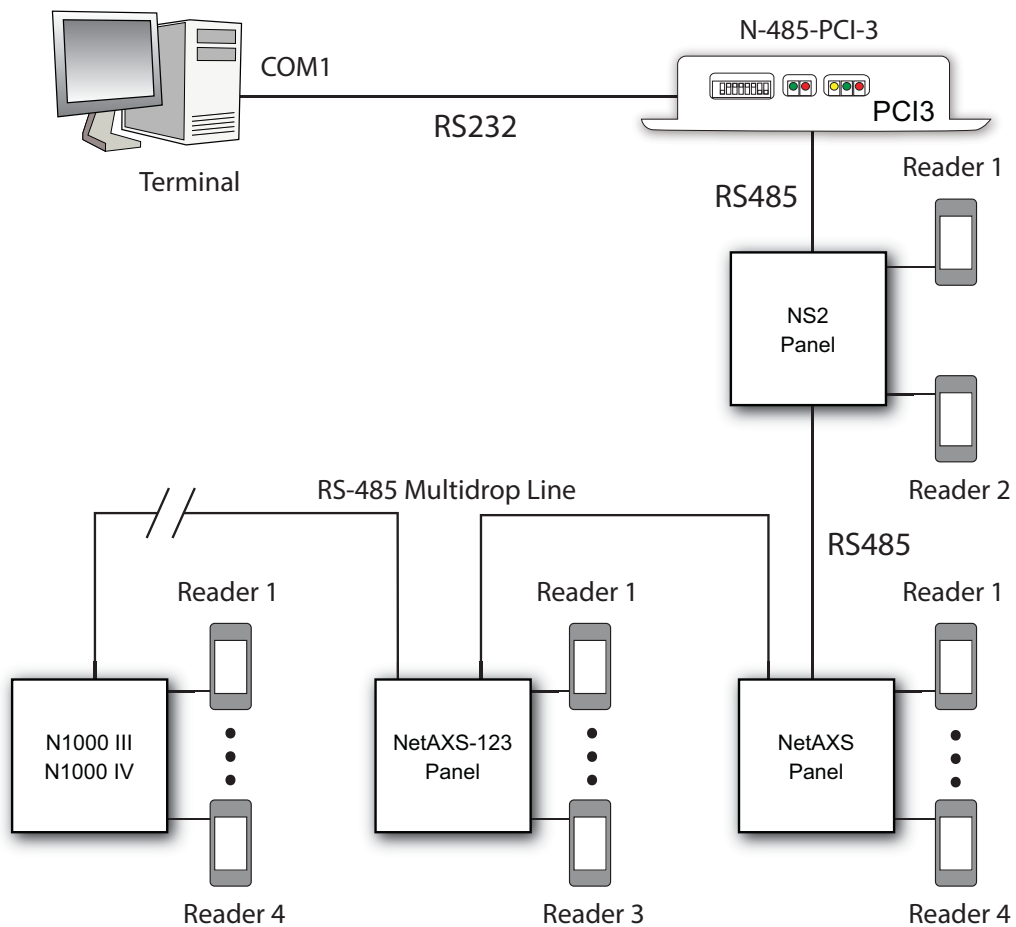 N-485-PCI-3
COM1
RS232
PCI3
Terminal
RS485
Reader 1
NS2
Panel
Reader 2
RS-485 Multidrop Line
RS485
Reader 1
Reader 1
Reader 1
N1000 III
N1000 IV
NetAXS-123
Panel
NetAXS
Panel
Reader 4
Reader 3
Reader 4